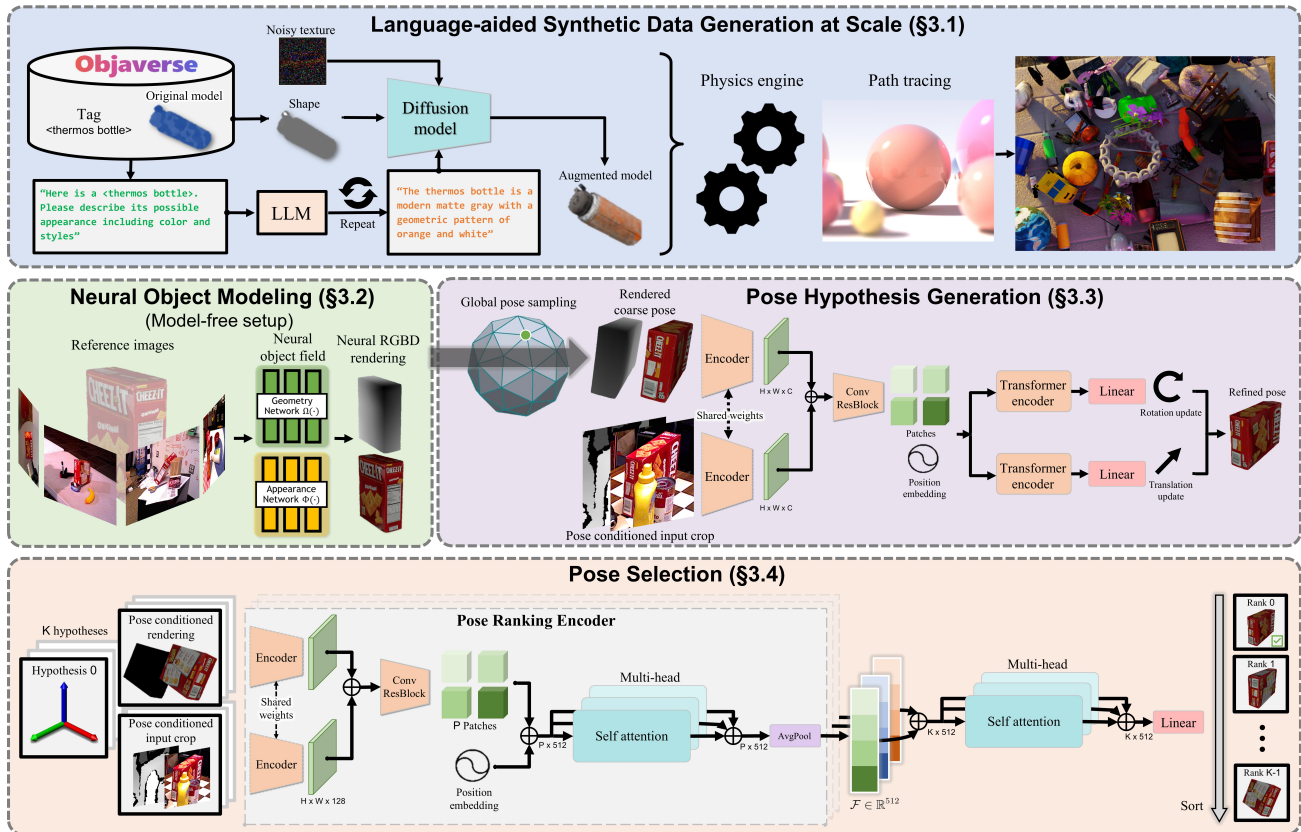 Language-aided Synthetic Data Generation at Scale (§3.1)
Objaverse
Tag
<thermos bottle>
Original model
Noisy texture
Shape
Diffusion
model
"Here is a <thermos bottle>.
Please describe its possible
appearance including color and
styles"
LLM
Repeat
"The thermos bottle is a
modern matte gray with a
geometric pattern of
orange and white"
Augmented model
Physics engine
Path tracing
Neural Object Modeling (§3.2)
(Model-free setup)
Reference images
Neural
object field
Neural RGBD
rendering
CHEEZ-IT
Geometry
Network Ω(·)
Appearance
Network Φ(·)
Pose Hypothesis Generation (§3.3)
Global pose sampling
Rendered
coarse pose
Encoder
H x W x C
Shared weights
Encoder
H x W x C
Pose conditioned input crop
Conv
ResBlock
Patches
Position
embedding
Transformer
encoder
Linear
Rotation update
Transformer
encoder
Linear
Translation
update
Refined pose
Pose Selection (§3.4)
K hypotheses
Hypothesis 0
Pose conditioned
rendering
Pose conditioned
input crop
Pose Ranking Encoder
Encoder
Shared
weights
Encoder
H x W x 128
Conv
ResBlock
P Patches
Position
embedding
P x 512
Multi-head
Self attention
P x 512
AvgPool
F ∈ ℝ⁵¹²
K x 512
Multi-head
Self attention
K x 512
Linear
Sort
Rank 0
Rank 1
Rank K-1